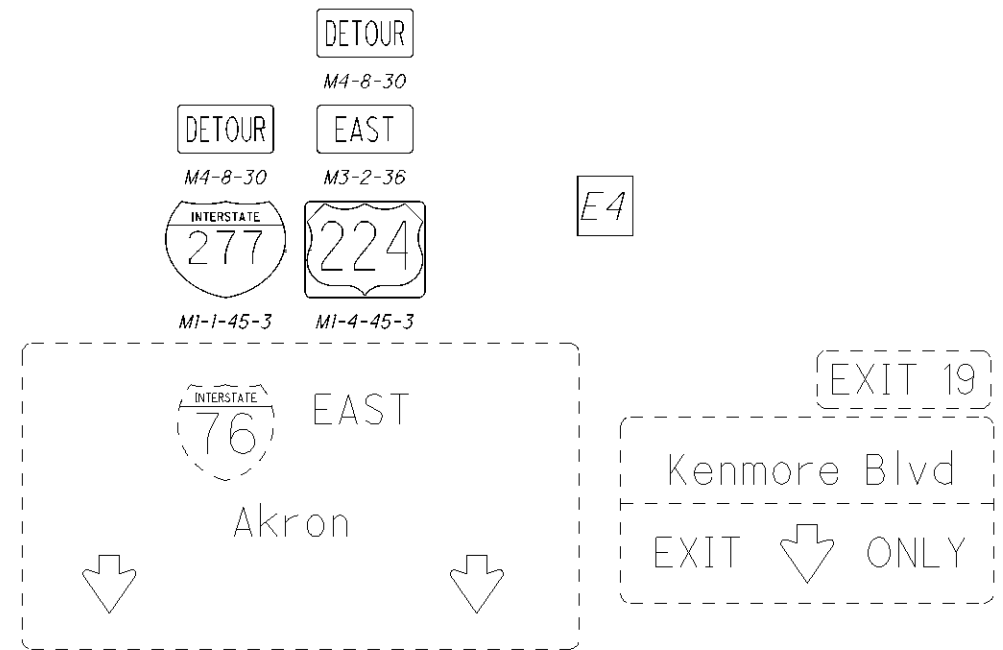 DETOUR
M4-8-30
DETOUR
EAST
M4-8-30
M3-2-36
INTERSTATE
277
224
E4
M1-1-45-3
M1-4-45-3
INTERSTATE
76
EAST
Akron
EXIT 19
Kenmore Blvd
EXIT ONLY